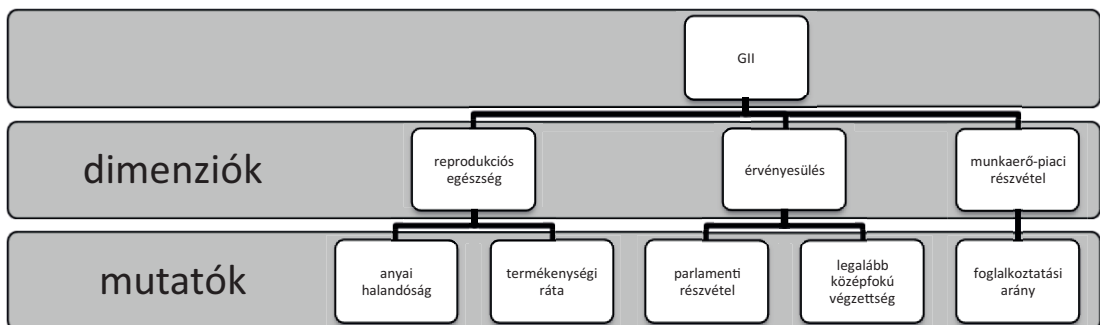 GII
dimenziók
reprodukciós
egészség
érvényesülés
munkaerő-piaci
részvétel
mutatók
anyai
halandóság
termékenységi
ráta
parlamenti
részvétel
legalább
középfokú
végzettség
foglalkoztatási
arány